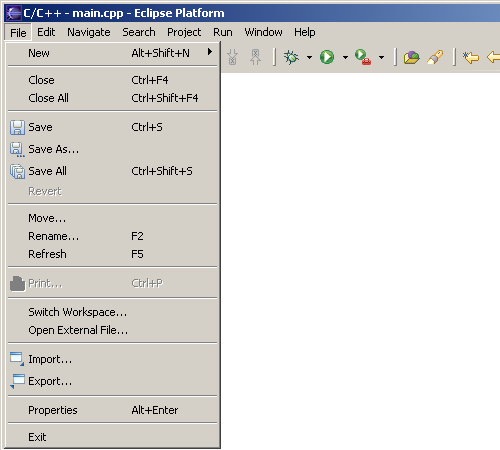 C/C++ - main.cpp - Eclipse Platform
File Edit Navigate Search Project Run Window Help
New Alt+Shift+N
Close Ctrl+F4
Close All Ctrl+Shift+F4
Save Ctrl+S
Save As...
Save All Ctrl+Shift+S
Revert
Move...
Rename... F2
Refresh F5
Print... Ctrl+P
Switch Workspace...
Open External File...
Import...
Export...
Properties Alt+Enter
Exit